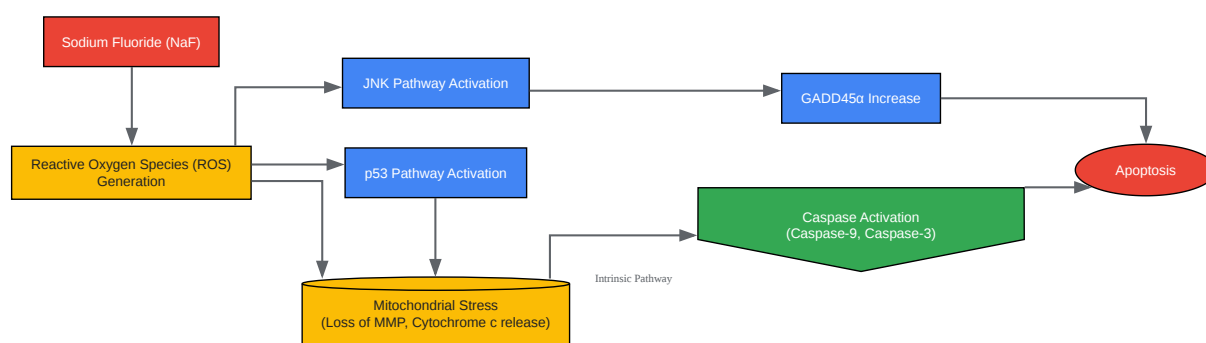 Sodium Fluoride (NaF)
JNK Pathway Activation
GADD45α Increase
Reactive Oxygen Species (ROS)
Generation
p53 Pathway Activation
Apoptosis
Caspase Activation
(Caspase-9, Caspase-3)
Intrinsic Pathway
Mitochondrial Stress
(Loss of MMP, Cytochrome c release)